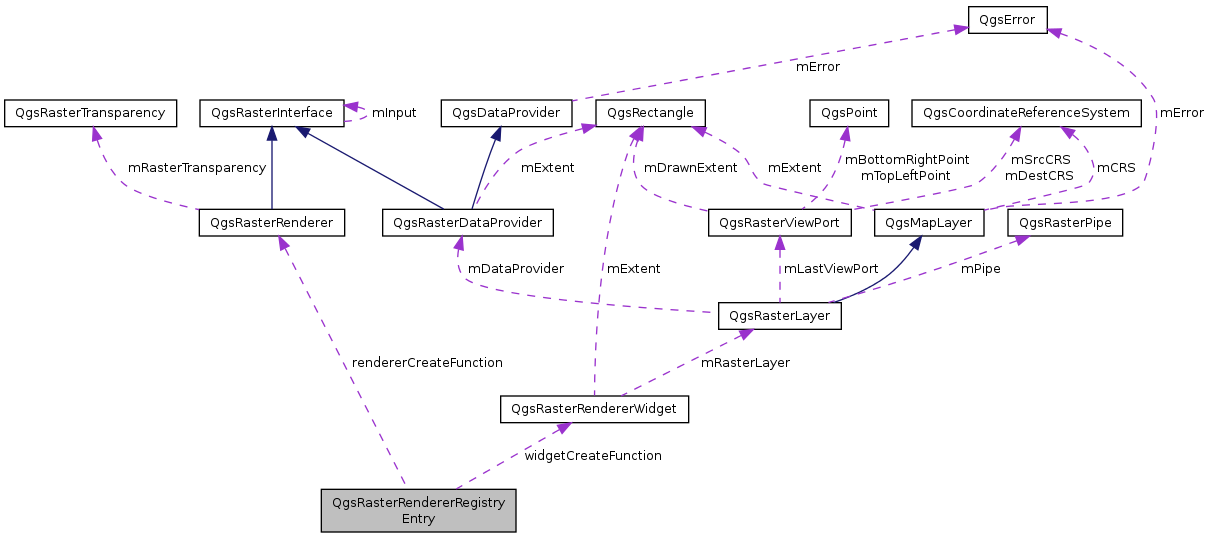 QgsError
mError
QgsRasterTransparency
QgsRasterInterface
mInput
QgsDataProvider
QgsRectangle
QgsPoint
QgsCoordinateReferenceSystem
mError
mRasterTransparency
mExtent
mDrawnExtent
mExtent
mBottomRightPoint
mTopLeftPoint
mSrcCRS
mDestCRS
mCRS
QgsRasterRenderer
QgsRasterDataProvider
QgsRasterViewPort
QgsMapLayer
QgsRasterPipe
mDataProvider
mExtent
mLastViewPort
mPipe
QgsRasterLayer
rendererCreateFunction
mRasterLayer
QgsRasterRendererWidget
widgetCreateFunction
QgsRasterRendererRegistry
Entry